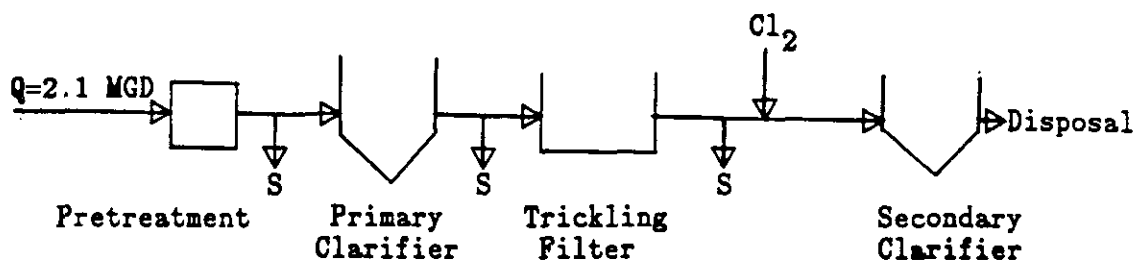 Cl2
Q=2.1 MGD
Disposal
S
S
S
Pretreatment
Primary
Clarifier
Trickling
Filter
Secondary
Clarifier